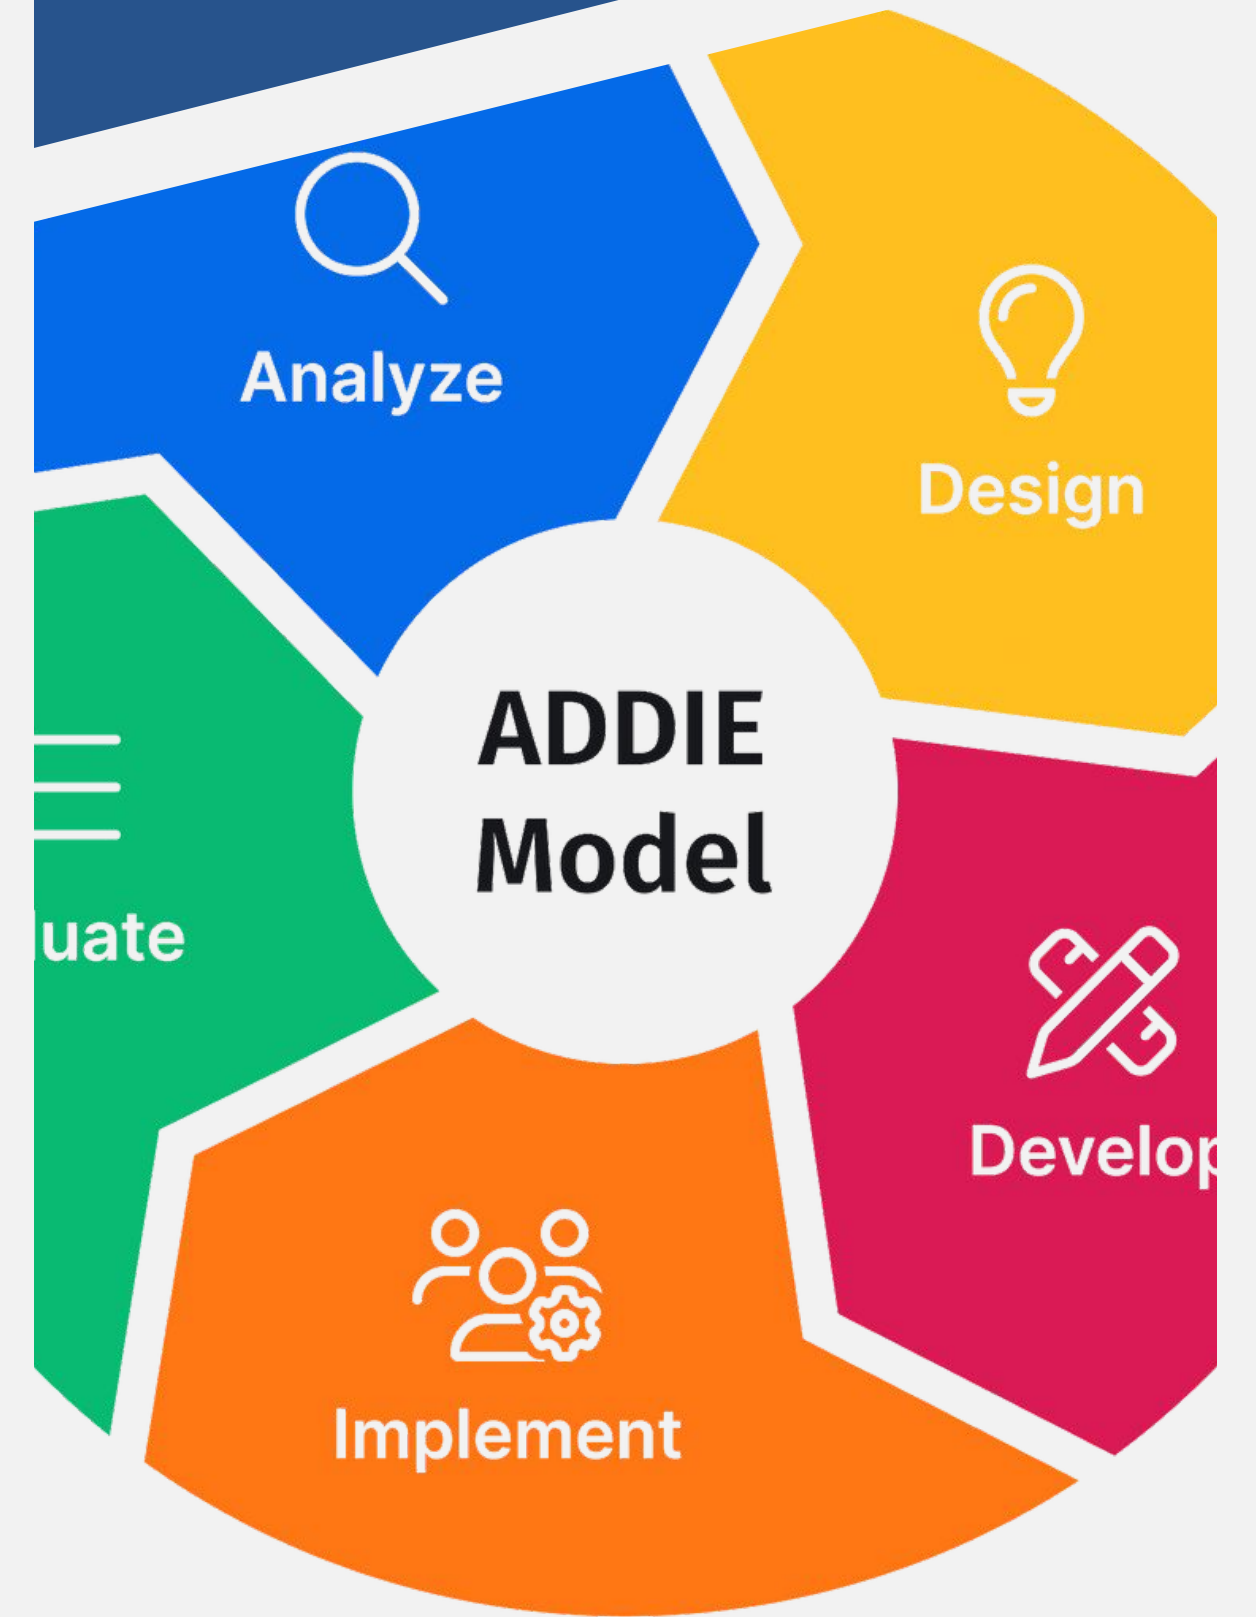 Analyze
Design
ADDIE
Model
luate
Develop
Implement